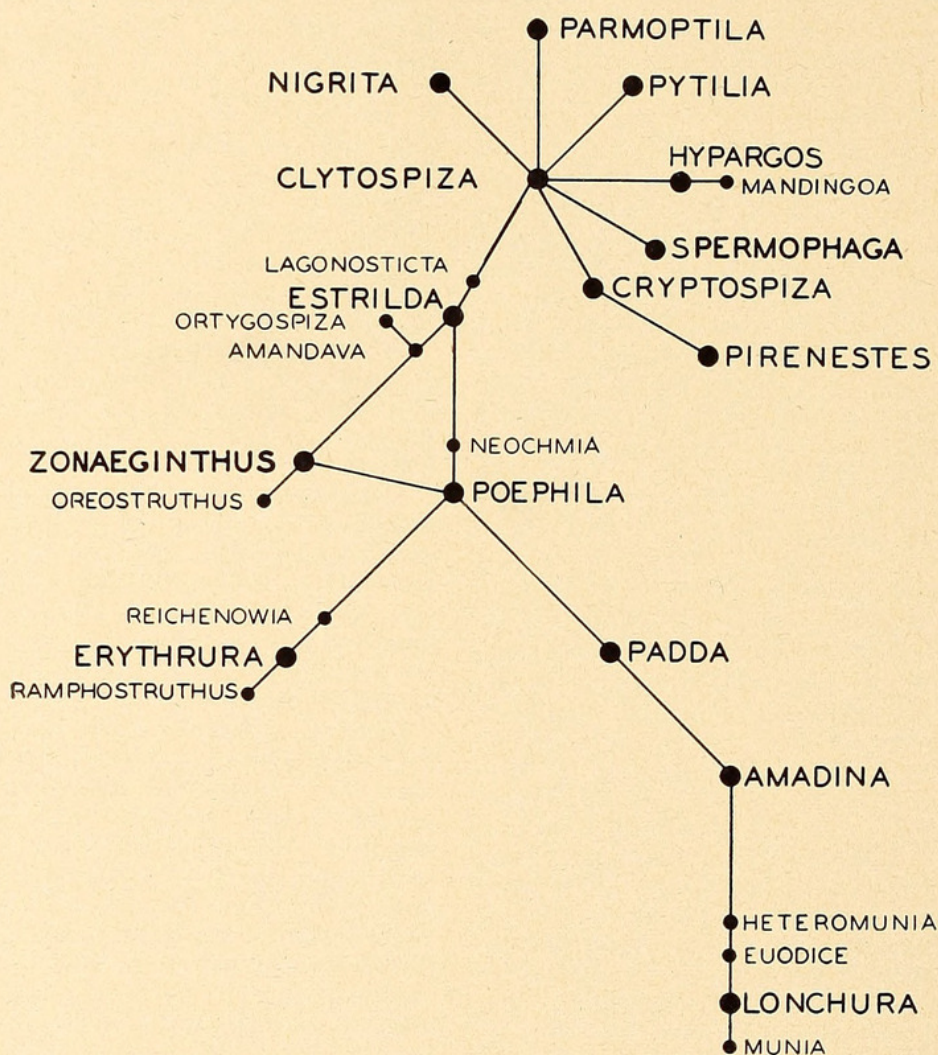 PARMOPTILA
NIGRITA
PYTILIA
HYPARGOS
CLYTOSPIZA
MANDINGOA
SPERMOPHAGA
LAGONOSTICTA
ESTRILDA
CRYPTOSPIZA
ORTYGOSPIZA
AMANDAVA
PIRENESTES
NEOCHMIA
ZONAEGINTHUS
POEPHILA
OREOSTRUTHUS
REICHENOWIA
ERYTHRURA
PADDA
RAMPHOSTRUTHUS
AMADINA
HETEROMUNIA
EUODICE
LONCHURA
MUNIA